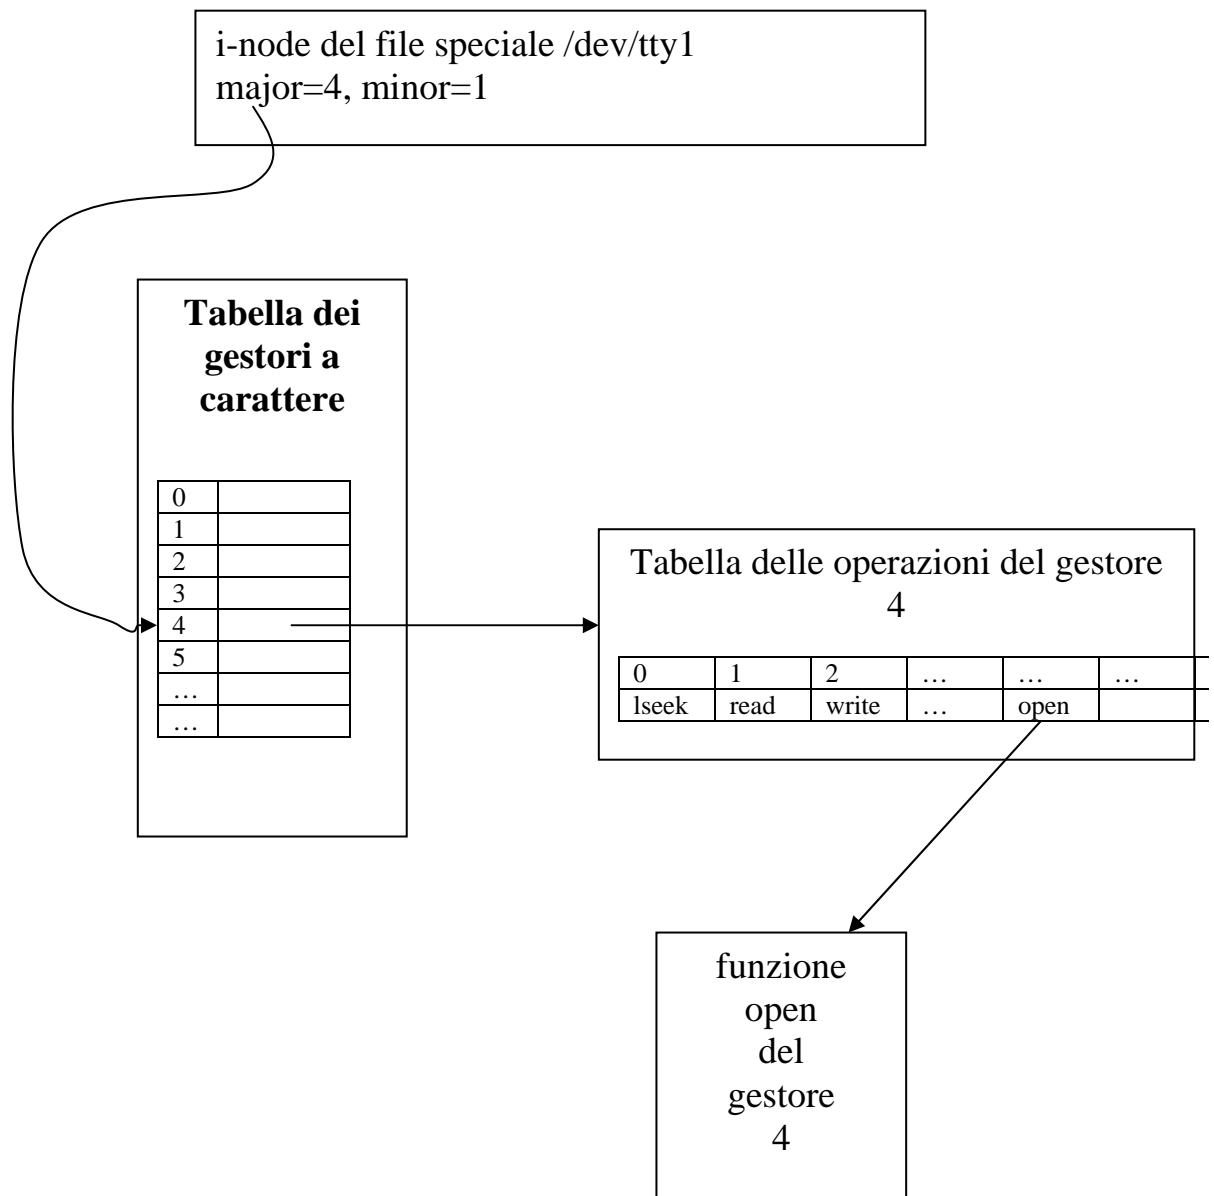 i-node del file speciale /dev/tty1
major=4, minor=1
Tabella dei
gestori a
carattere
0
1
2
3
4
5
…
…
Tabella delle operazioni del gestore
4
0 1 2 … … …
lseek read write … open
funzione
open
del
gestore
4